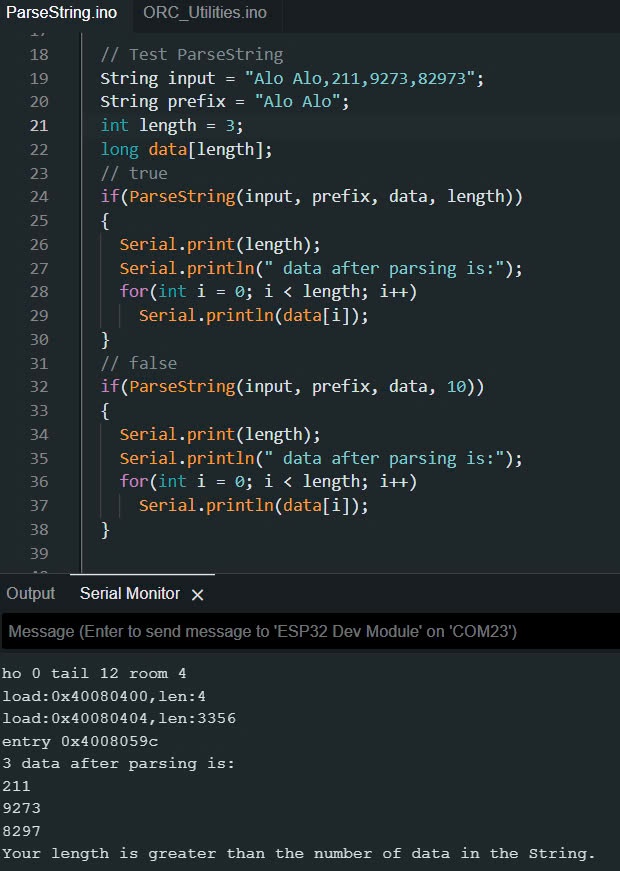 ParseString.ino ORC_Utilities.ino
17
18 // Test ParseString
19 String input = "Alo Alo,211,9273,82973";
20 String prefix = "Alo Alo";
21 int length = 3;
22 long data[length];
23 // true
24 if(ParseString(input, prefix, data, length))
25 {
26 Serial.print(length);
27 Serial.println(" data after parsing is:");
28 for(int i = 0; i < length; i++)
29 Serial.println(data[i]);
30 }
31 // false
32 if(ParseString(input, prefix, data, 10))
33 {
34 Serial.print(length);
35 Serial.println(" data after parsing is:");
36 for(int i = 0; i < length; i++)
37 Serial.println(data[i]);
38 }
39
Output Serial Monitor ×
Message (Enter to send message to 'ESP32 Dev Module' on 'COM23')
ho 0 tail 12 room 4
load:0x40080400,len:4
load:0x40080404,len:3356
entry 0x4008059c
3 data after parsing is:
211
9273
8297
Your length is greater than the number of data in the String.